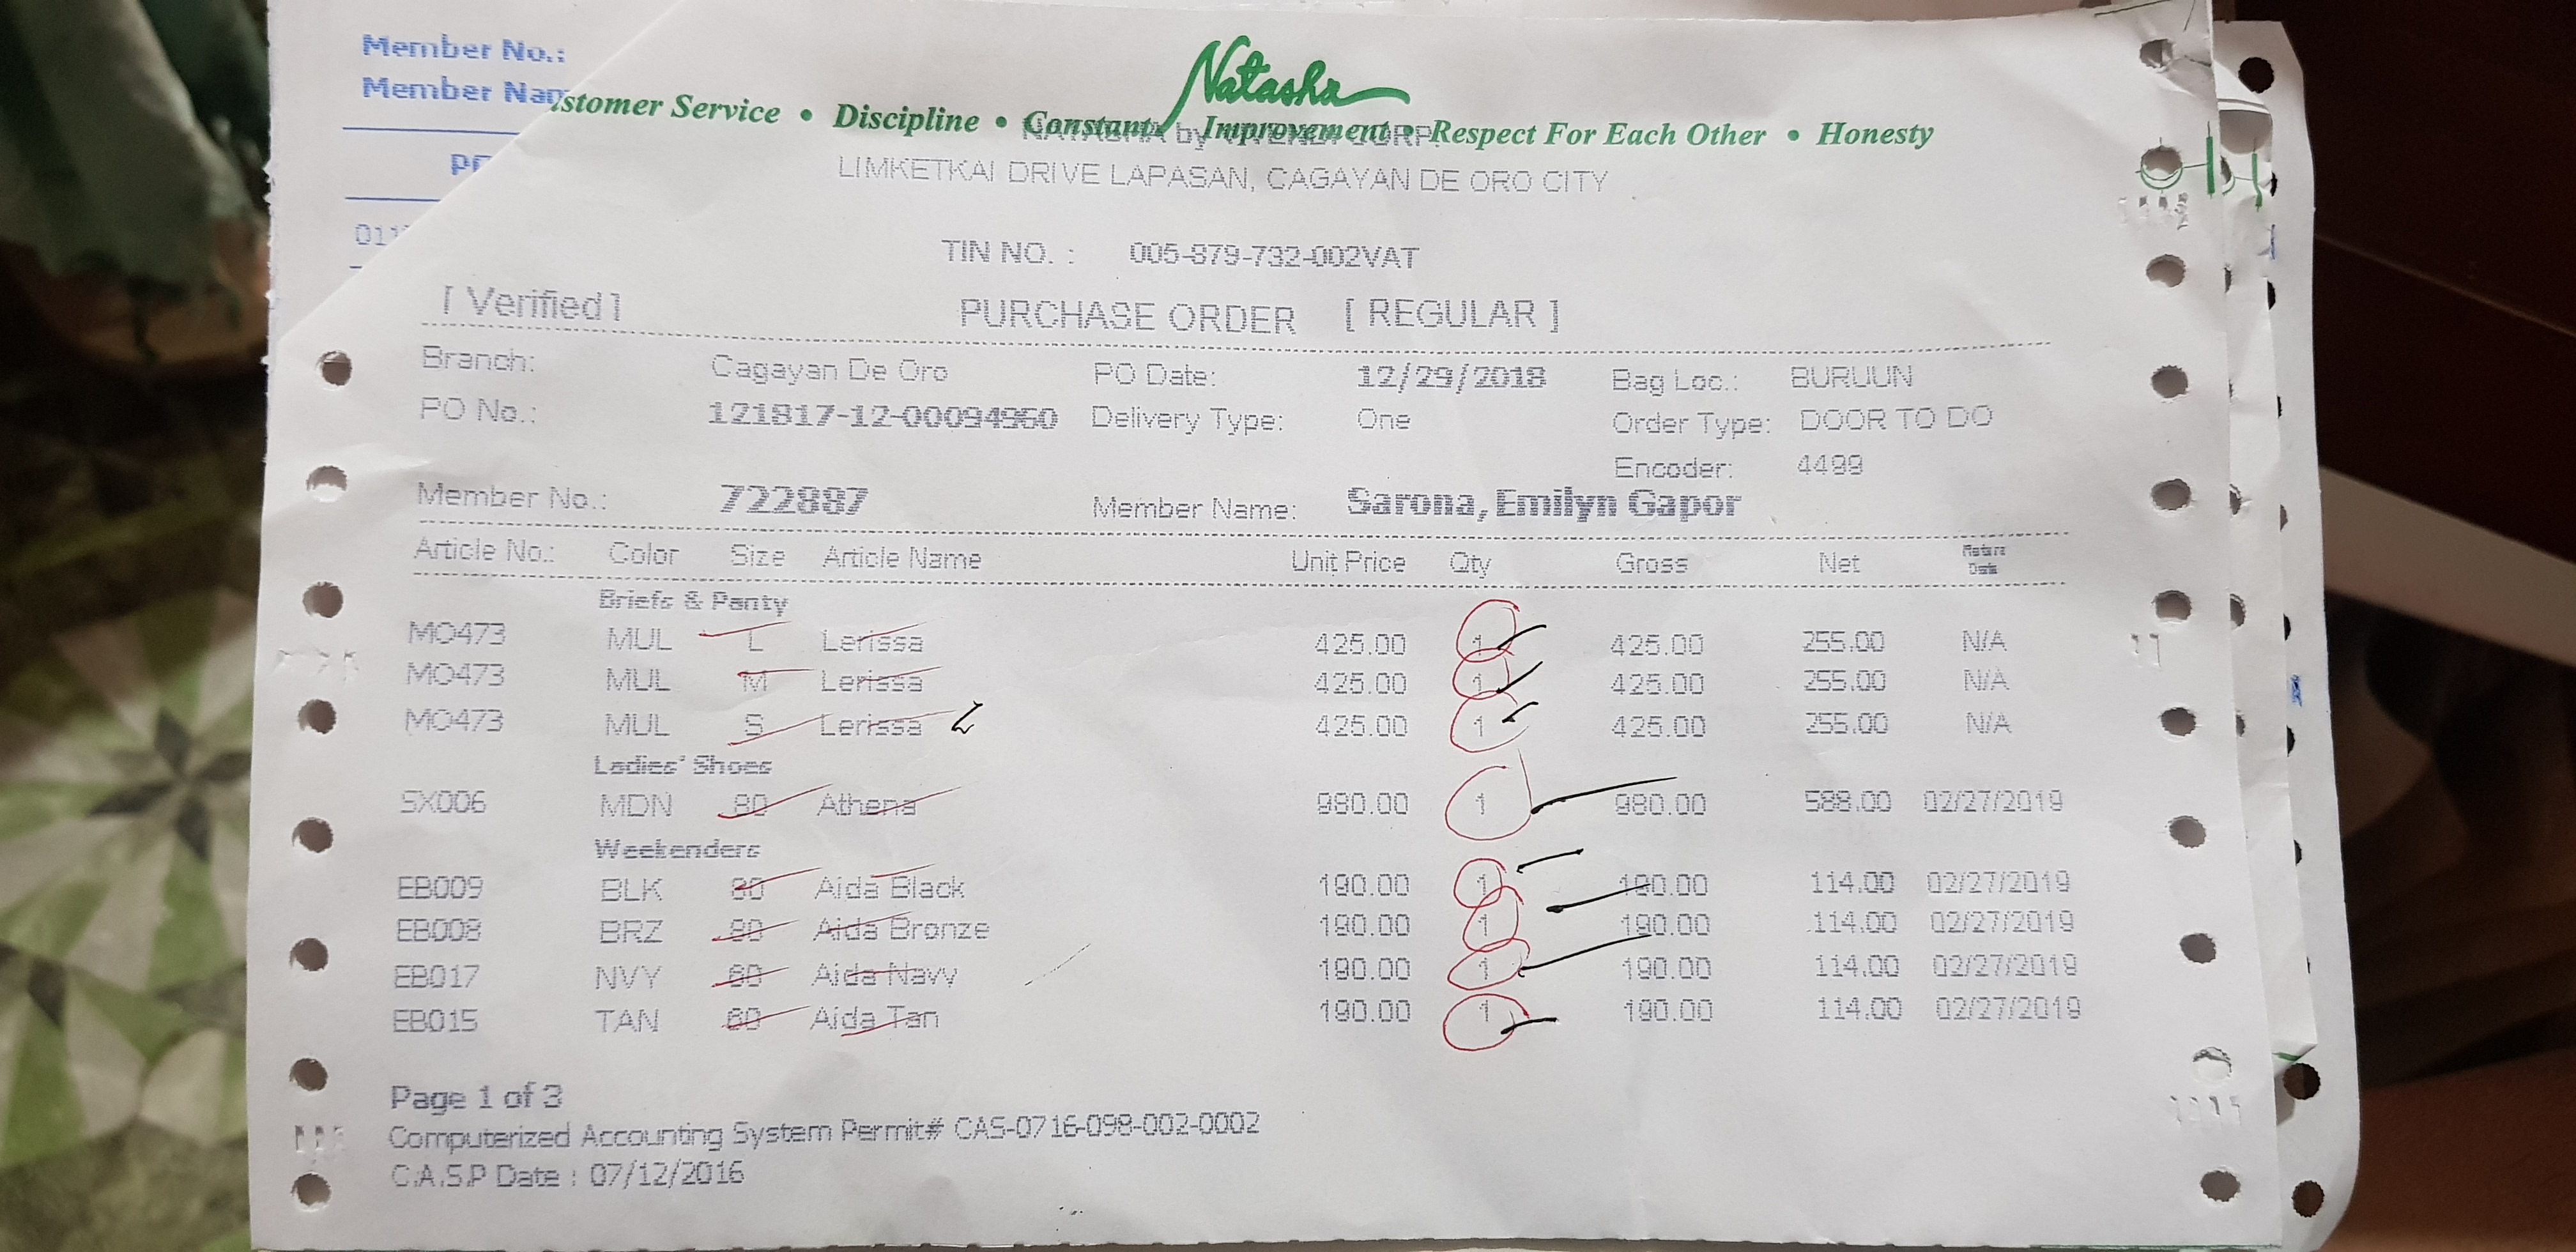 Member No.:
Member Nam
Natasha
ustomer Service • Discipline • Constant Improvement • Respect For Each Other • Honesty
NATASHA by CORP.
LIMKETKAI DRIVE LAPASAN, CAGAYAN DE ORO CITY
TIN NO. : 005-879-732-002VAT
[ Verified ] PURCHASE ORDER [ REGULAR ]
Branch: Cagayan De Oro PO Date: 12/29/2018 Bag Loc.: BURUUN
PO No.: 121817-12-00094960 Delivery Type: One Order Type: DOOR TO DO
Encoder: 4499
Member No.: 722887 Member Name: Sarona, Emilyn Gapor
Article No.: Color Size Article Name Unit Price Qty Gross Net Return Date
Briefs & Panty
MO473 MUL L Lerissa 425.00 1 425.00 255.00 N/A
MO473 MUL M Lerissa 425.00 1 425.00 255.00 N/A
MO473 MUL S Lerissa 425.00 1 425.00 255.00 N/A
Ladies' Shoes
SX006 MDN 80 Athena 980.00 1 980.00 588.00 02/27/2019
Weekenders
EB009 BLK 80 Aida Black 190.00 1 190.00 114.00 02/27/2019
EB008 BRZ 80 Aida Bronze 190.00 1 190.00 114.00 02/27/2019
EB017 NVY 60 Aida Navy 190.00 1 190.00 114.00 02/27/2019
EB015 TAN 60 Aida Tan 190.00 1 190.00 114.00 02/27/2019
Page 1 of 3
Computerized Accounting System Permit# CAS-0716-098-002-0002
C.A.S.P Date : 07/12/2016